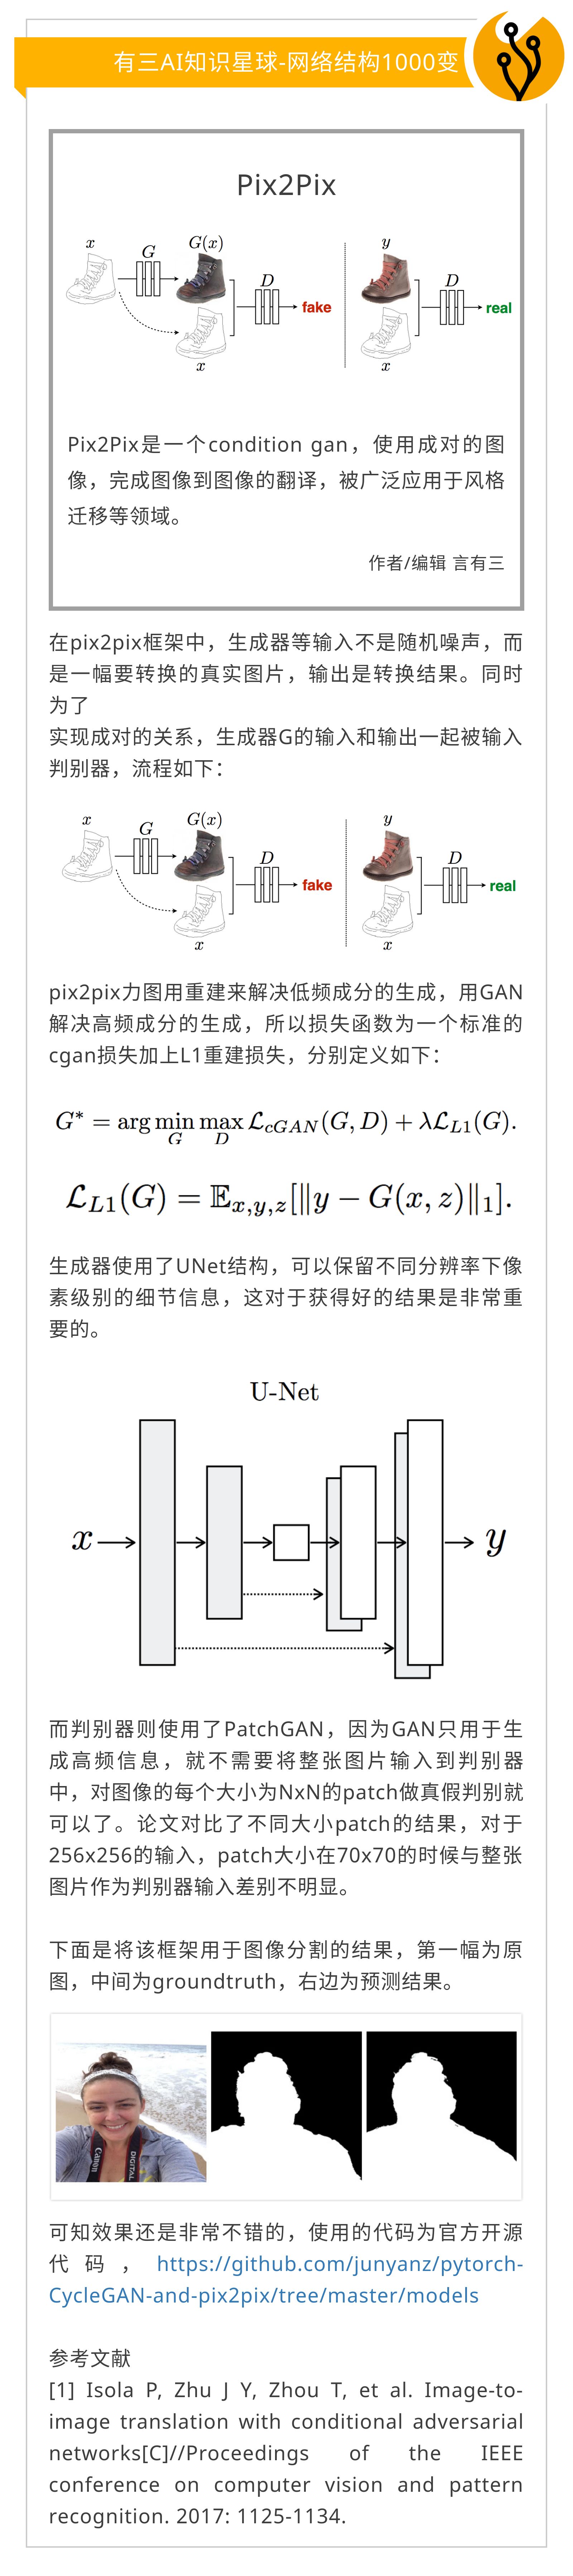 有三AI知识星球-网络结构1000变
Pix2Pix
x
G
G(x)
D
fake
x
y
D
real
x
Pix2Pix是一个condition gan，使用成对的图
像，完成图像到图像的翻译，被广泛应用于风格
迁移等领域。
作者/编辑 言有三
在pix2pix框架中，生成器等输入不是随机噪声，而
是一幅要转换的真实图片，输出是转换结果。同时
为了
实现成对的关系，生成器G的输入和输出一起被输入
判别器，流程如下：
x
G
G(x)
D
fake
x
y
D
real
x
pix2pix力图用重建来解决低频成分的生成，用GAN
解决高频成分的生成，所以损失函数为一个标准的
cgan损失加上L1重建损失，分别定义如下：
G* = arg min_G max_D 𝓛_{cGAN}(G, D) + λ𝓛_{L1}(G).
𝓛_{L1}(G) = 𝔼_{x,y,z}[‖y − G(x, z)‖₁].
生成器使用了UNet结构，可以保留不同分辨率下像
素级别的细节信息，这对于获得好的结果是非常重
要的。
U-Net
x
y
而判别器则使用了PatchGAN，因为GAN只用于生
成高频信息，就不需要将整张图片输入到判别器
中，对图像的每个大小为NxN的patch做真假判别就
可以了。论文对比了不同大小patch的结果，对于
256x256的输入，patch大小在70x70的时候与整张
图片作为判别器输入差别不明显。
下面是将该框架用于图像分割的结果，第一幅为原
图，中间为groundtruth，右边为预测结果。
Canon
DIGITAL
可知效果还是非常不错的，使用的代码为官方开源
代码，https://github.com/junyanz/pytorch-
CycleGAN-and-pix2pix/tree/master/models
参考文献
[1] Isola P, Zhu J Y, Zhou T, et al. Image-to-
image translation with conditional adversarial
networks[C]//Proceedings of the IEEE
conference on computer vision and pattern
recognition. 2017: 1125-1134.